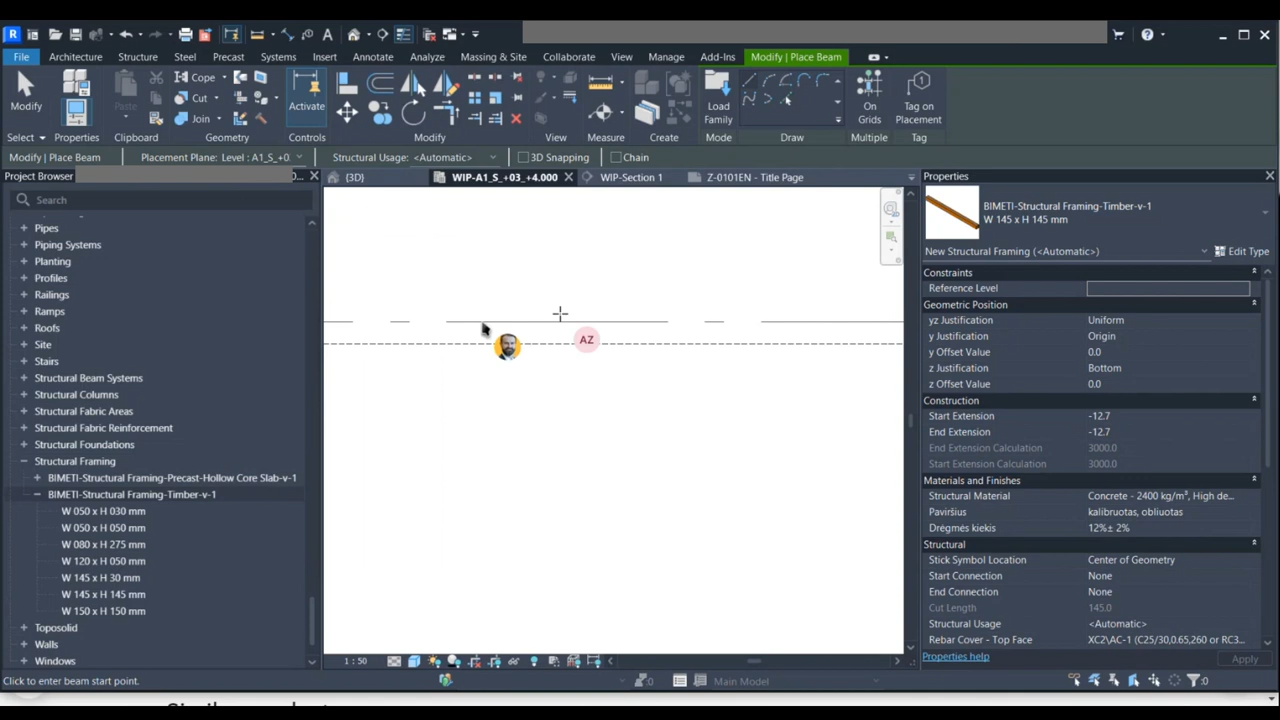 File Architecture Structure Steel Precast Systems Insert Annotate Analyze Massing & Site Collaborate View Manage Add-Ins Modify | Place Beam
Modify Paste Cope Cut Join Activate Load Family On Grids Tag on Placement
Select Properties Clipboard Geometry Controls Modify View Measure Create Mode Draw Multiple Tag
Modify | Place Beam Placement Plane: Level : A1_S_+0 Structural Usage: <Automatic> 3D Snapping Chain
Project Browser 0... {3D} WIP-A1_S_+03_+4.000 WIP-Section 1 Z-0101EN - Title Page Properties
Search
BIMETI-Structural Framing-Timber-v-1
W 145 x H 145 mm
New Structural Framing (<Automatic>) Edit Type
Pipes
Piping Systems
Planting
Profiles
Railings
Ramps
Roofs
Site
Stairs
Structural Beam Systems
Structural Columns
Structural Fabric Areas
Structural Fabric Reinforcement
Structural Foundations
Structural Framing
BIMETI-Structural Framing-Precast-Hollow Core Slab-v-1
BIMETI-Structural Framing-Timber-v-1
W 050 x H 030 mm
W 050 x H 050 mm
W 080 x H 275 mm
W 120 x H 050 mm
W 145 x H 30 mm
W 145 x H 145 mm
W 150 x H 150 mm
Toposolid
Walls
Windows
AZ
Constraints
Reference Level
Geometric Position
yz Justification Uniform
y Justification Origin
y Offset Value 0.0
z Justification Bottom
z Offset Value 0.0
Construction
Start Extension -12.7
End Extension -12.7
End Extension Calculation 3000.0
Start Extension Calculation 3000.0
Materials and Finishes
Structural Material Concrete - 2400 kg/m³, High de...
Paviršius kalibruotas, obliuotas
Drėgmės kiekis 12%± 2%
Structural
Stick Symbol Location Center of Geometry
Start Connection None
End Connection None
Cut Length 145.0
Structural Usage <Automatic>
Rebar Cover - Top Face XC2\AC-1 (C25/30,0.65,260 or RC3...
Properties help Apply
1 : 50
Click to enter beam start point. :0 Main Model :0